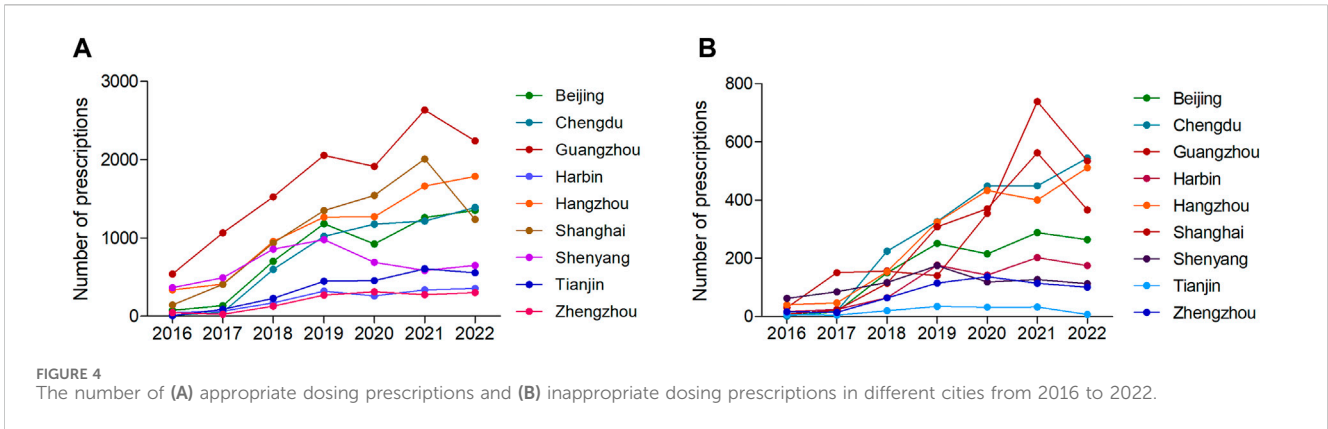 A
B
Number of prescriptions
3000
2000
1000
0
2016 2017 2018 2019 2020 2021 2022
Beijing
Chengdu
Guangzhou
Harbin
Hangzhou
Shanghai
Shenyang
Tianjin
Zhengzhou
Number of prescriptions
800
600
400
200
0
2016 2017 2018 2019 2020 2021 2022
Beijing
Chengdu
Guangzhou
Harbin
Hangzhou
Shanghai
Shenyang
Tianjin
Zhengzhou
FIGURE 4
The number of (A) appropriate dosing prescriptions and (B) inappropriate dosing prescriptions in different cities from 2016 to 2022.